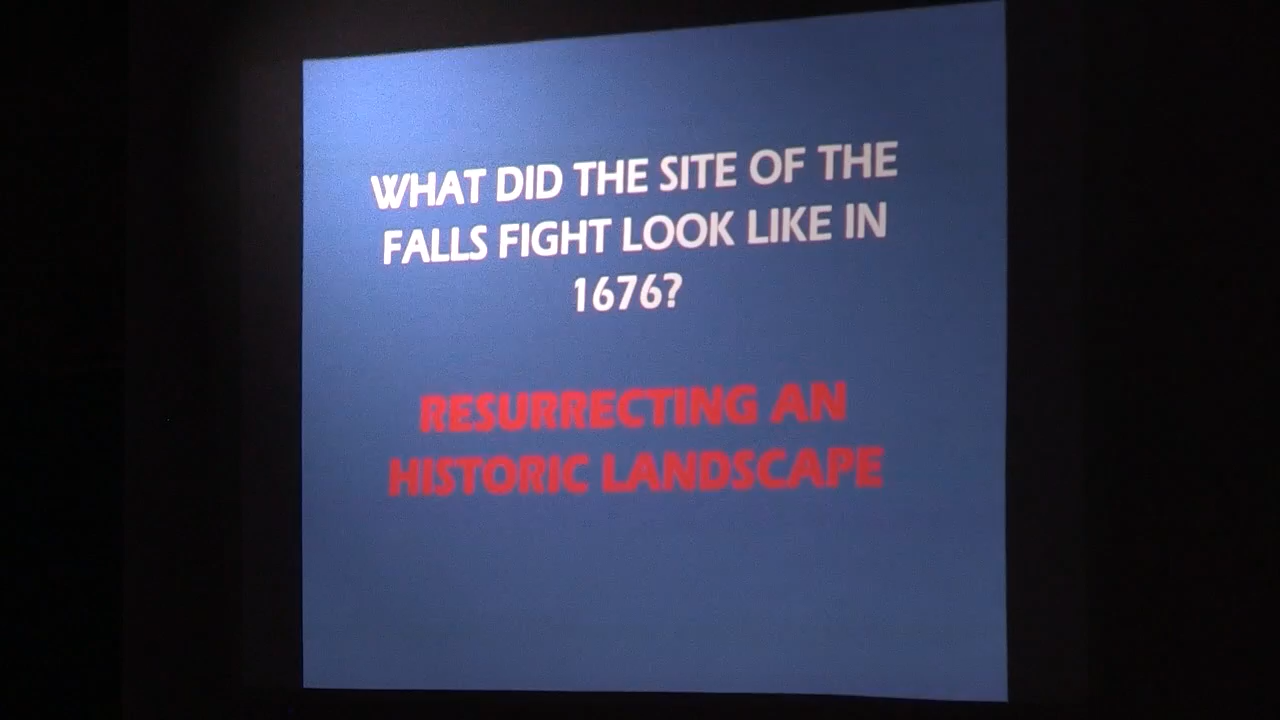 WHAT DID THE SITE OF THE
FALLS FIGHT LOOK LIKE IN
1676?
RESURRECTING AN
HISTORIC LANDSCAPE